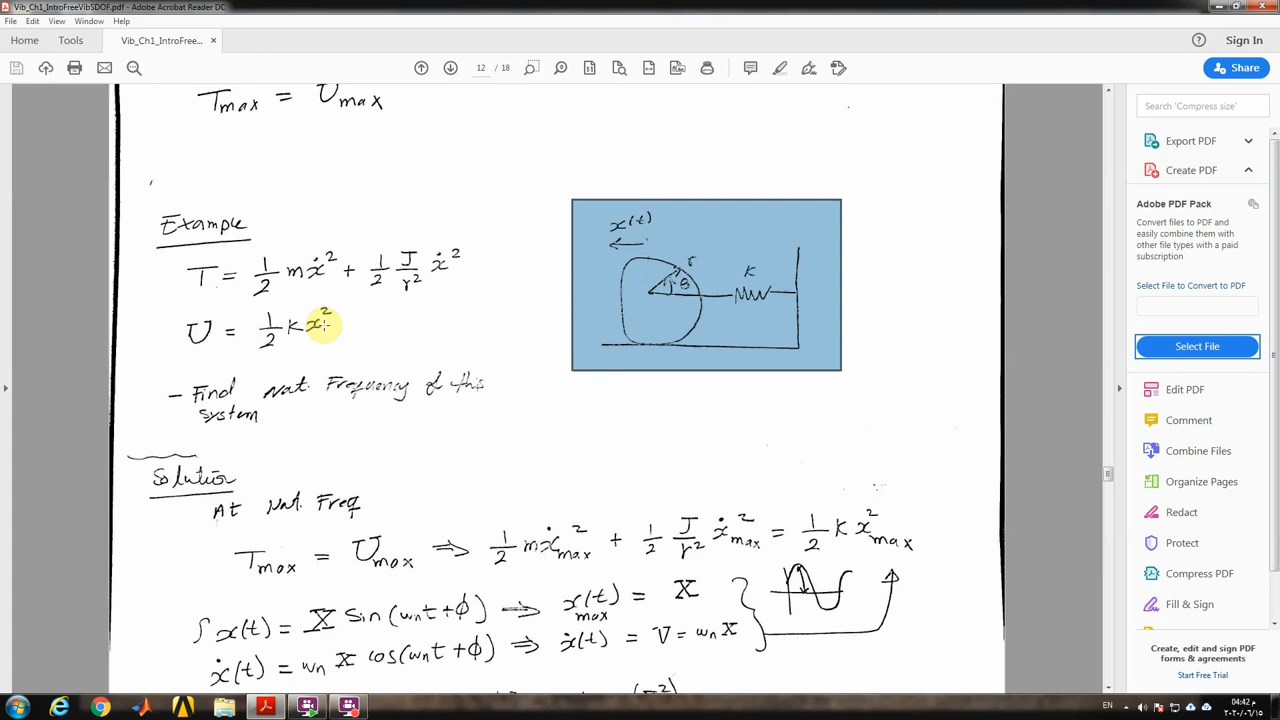 Vib_Ch1_IntroFreeVibSDOF.pdf - Adobe Acrobat Reader DC
File Edit View Window Help
Home Tools Vib_Ch1_IntroFree... × Sign In
12 / 18 Share
Tmax = Umax
Example
T = 1/2 mẋ² + 1/2 J/r² ẋ²
U = 1/2 K x²
- Find Nat. Frequency of this
system
x(t)
r
θ
K
Solution
At Nat. Freq
Tmax = Umax ⇒ 1/2 mẋ²max + 1/2 J/r² ẋ²max = 1/2 K x²max
x(t) = X sin(ωnt+ϕ) ⇒ x(t)max = X
ẋ(t) = ωn X cos(ωnt+ϕ) ⇒ ẋ(t) = V = ωn X
Search 'Compress size'
Export PDF
Create PDF
Adobe PDF Pack
Convert files to PDF and
easily combine them with
other file types with a paid
subscription
Select File to Convert to PDF
Select File
Edit PDF
Comment
Combine Files
Organize Pages
Redact
Protect
Compress PDF
Fill & Sign
Create, edit and sign PDF
forms & agreements
Start Free Trial
EN
04:42 م
٢٠٢٠/٠٦/١٥